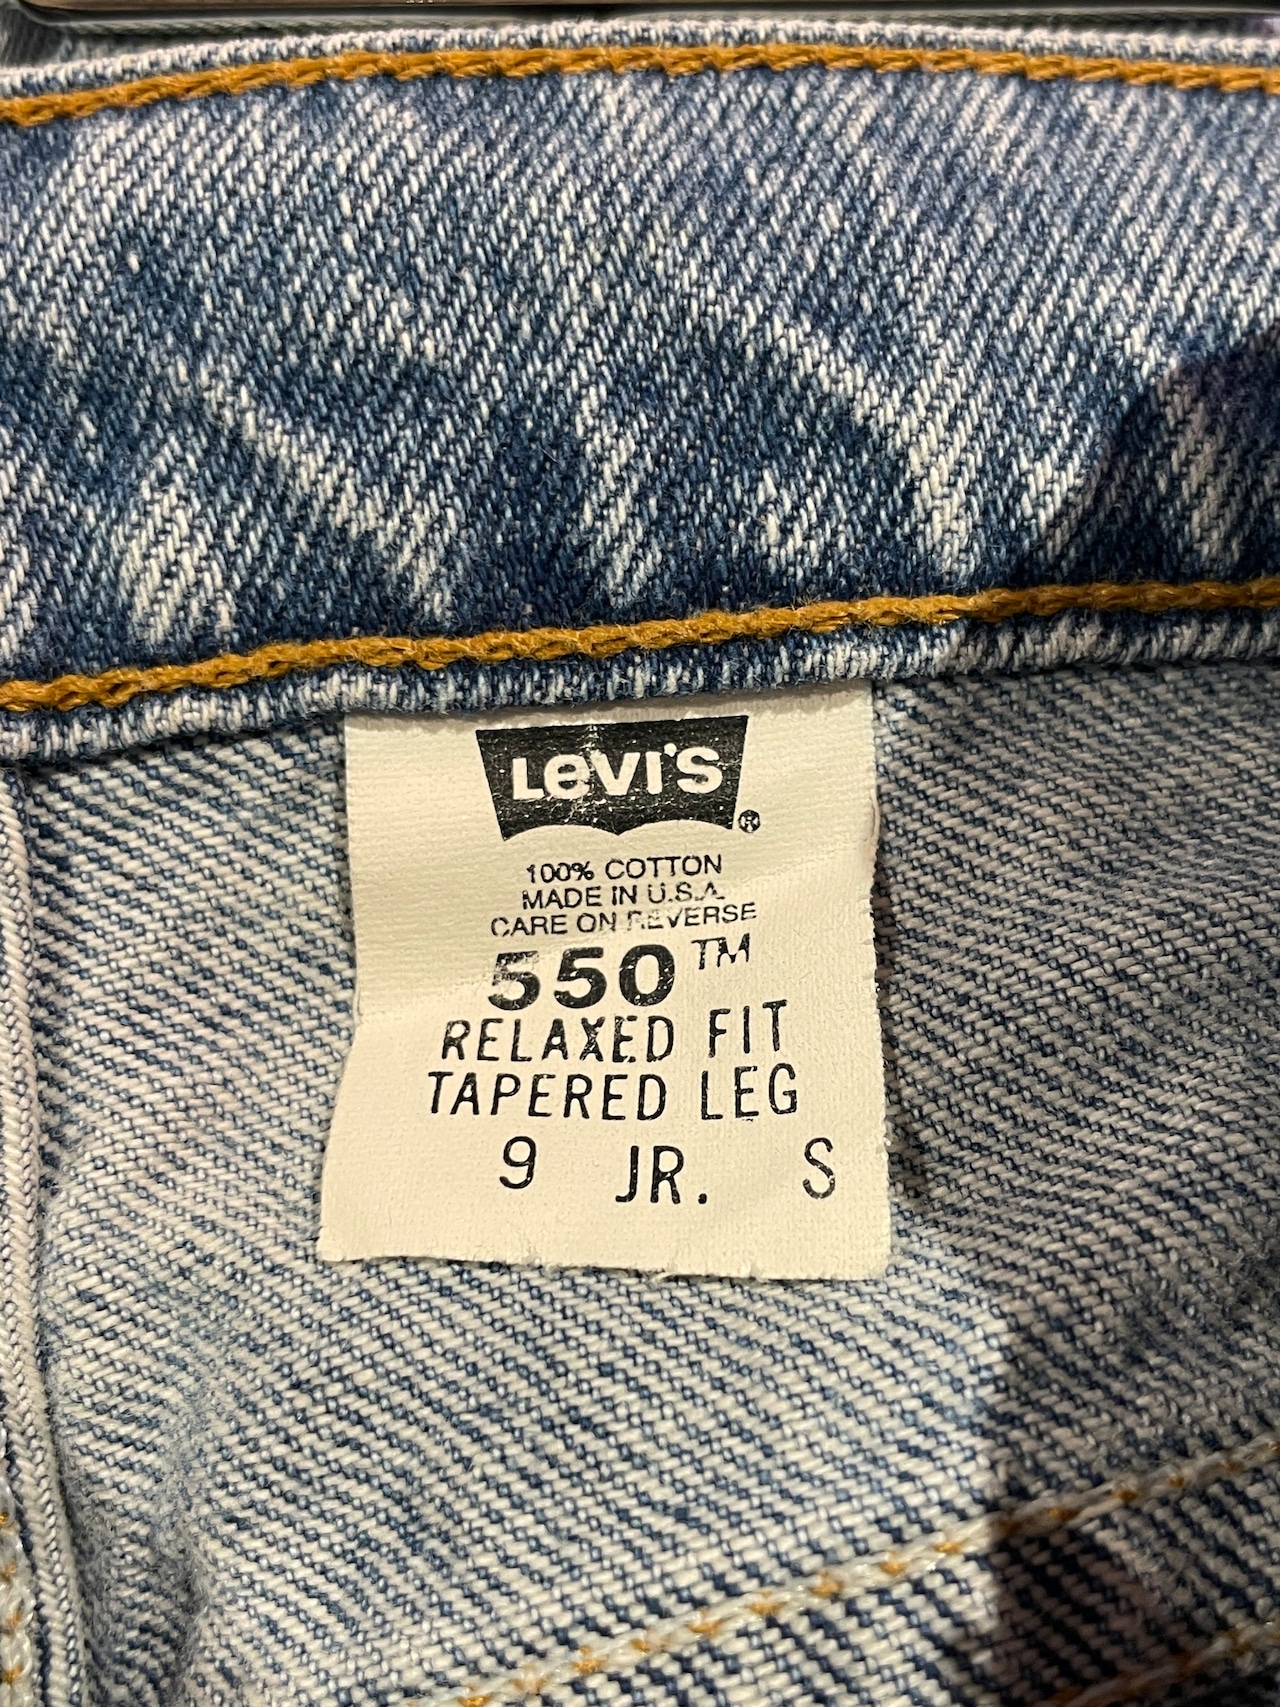 Levi's ®
100% COTTON
MADE IN U.S.A.
CARE ON REVERSE
550™
RELAXED FIT
TAPERED LEG
9 JR. S